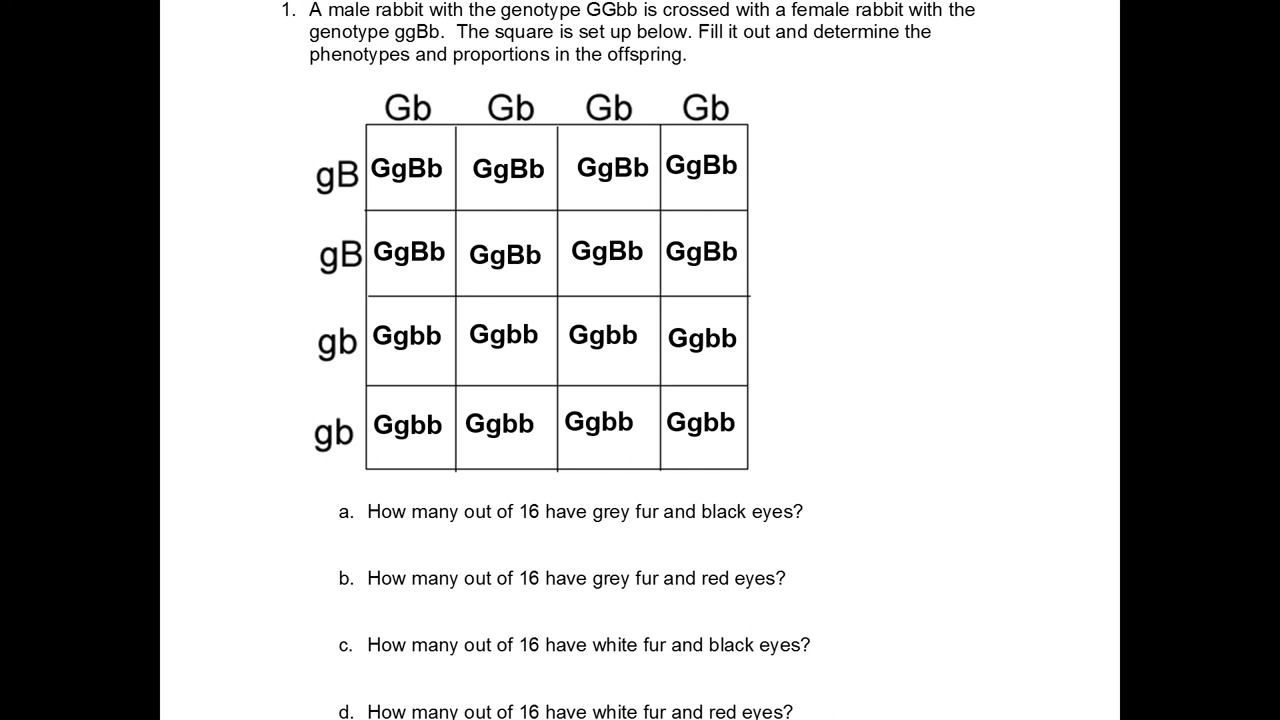 1. A male rabbit with the genotype GGbb is crossed with a female rabbit with the
genotype ggBb. The square is set up below. Fill it out and determine the
phenotypes and proportions in the offspring.
Gb Gb Gb Gb
gB GgBb GgBb GgBb GgBb
gB GgBb GgBb GgBb GgBb
gb Ggbb Ggbb Ggbb Ggbb
gb Ggbb Ggbb Ggbb Ggbb
a. How many out of 16 have grey fur and black eyes?
b. How many out of 16 have grey fur and red eyes?
c. How many out of 16 have white fur and black eyes?
d. How many out of 16 have white fur and red eyes?